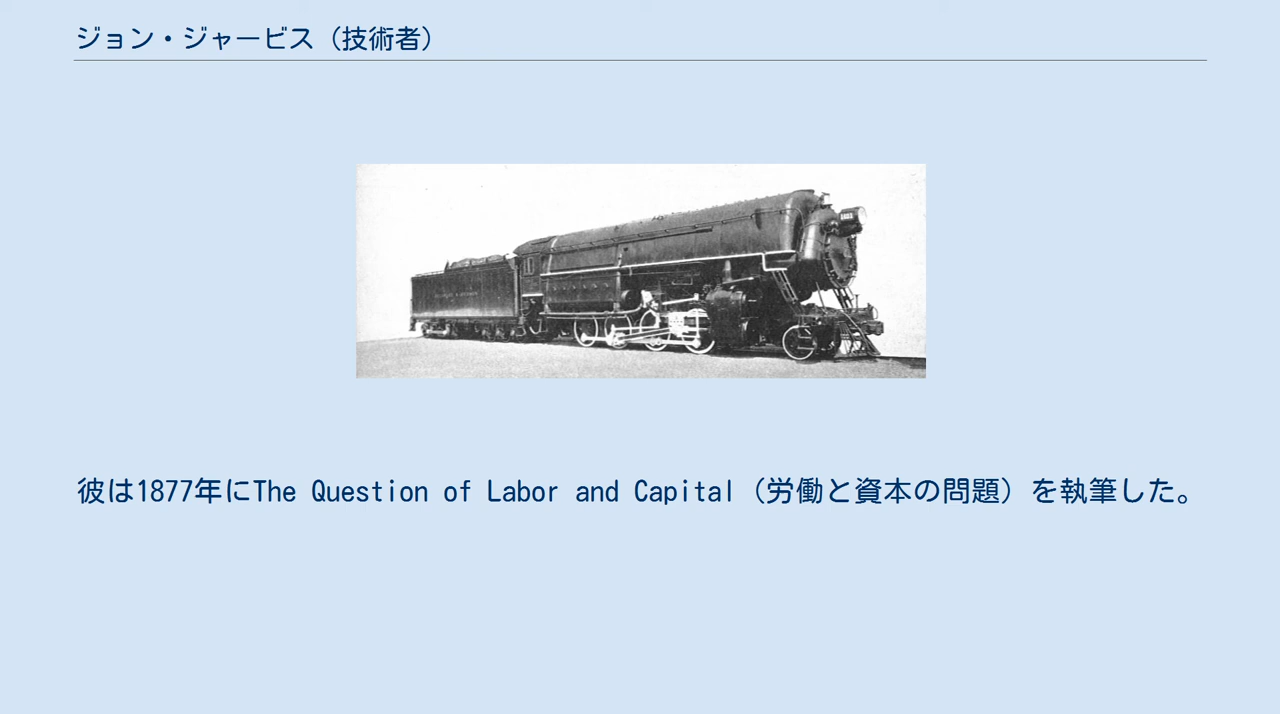 ジョン・ジャービス（技術者）
彼は1877年にThe Question of Labor and Capital（労働と資本の問題）を執筆した。